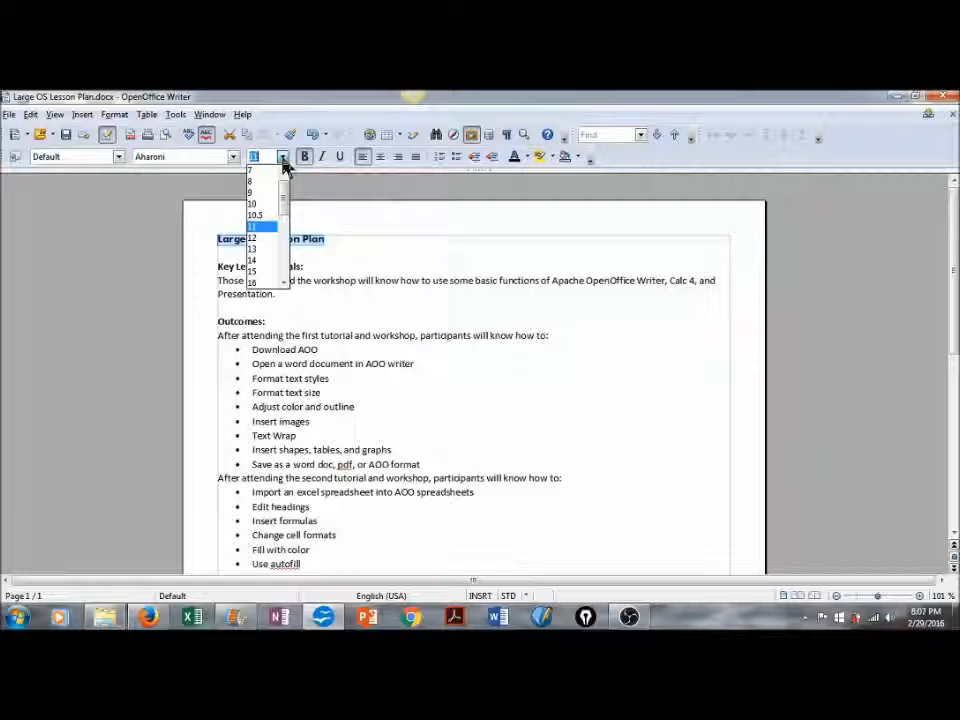 Large OS Lesson Plan.docx - OpenOffice Writer
File Edit View Insert Format Table Tools Window Help
Find
Default Aharoni 11 B I U
7
8
9
10
10.5
11
12
13
14
15
16
Large on Plan
Key Le als:
Those d the workshop will know how to use some basic functions of Apache OpenOffice Writer, Calc 4, and
Presentation.
Outcomes:
After attending the first tutorial and workshop, participants will know how to:
• Download AOO
• Open a word document in AOO writer
• Format text styles
• Format text size
• Adjust color and outline
• Insert images
• Text Wrap
• Insert shapes, tables, and graphs
• Save as a word doc, pdf, or AOO format
After attending the second tutorial and workshop, participants will know how to:
• Import an excel spreadsheet into AOO spreadsheets
• Edit headings
• Insert formulas
• Change cell formats
• Fill with color
• Use autofill
Page 1 / 1 Default English (USA) INSRT STD * 101 %
8:07 PM
2/29/2016